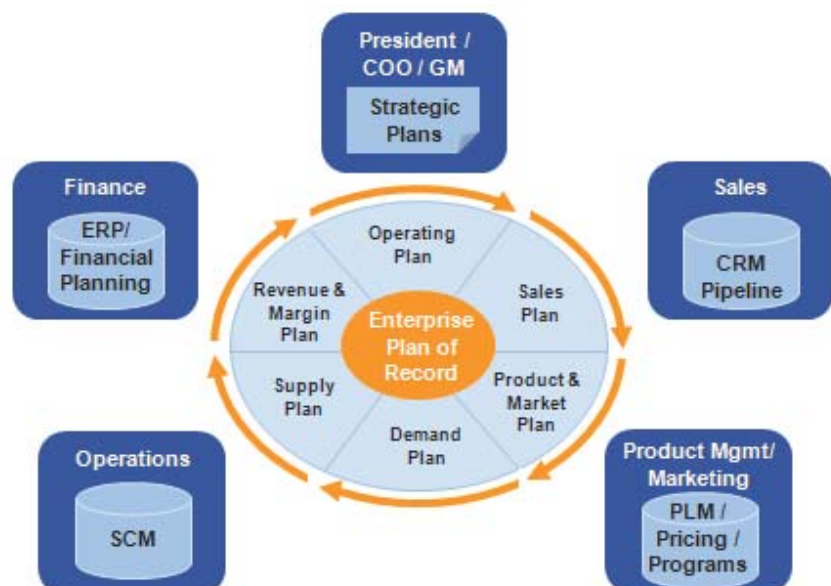 President /
COO / GM
Strategic
Plans
Finance
ERP/
Financial
Planning
Sales
CRM
Pipeline
Operating
Plan
Revenue &
Margin
Plan
Sales
Plan
Enterprise
Plan of
Record
Supply
Plan
Product &
Market
Plan
Demand
Plan
Operations
SCM
Product Mgmt/
Marketing
PLM /
Pricing /
Programs